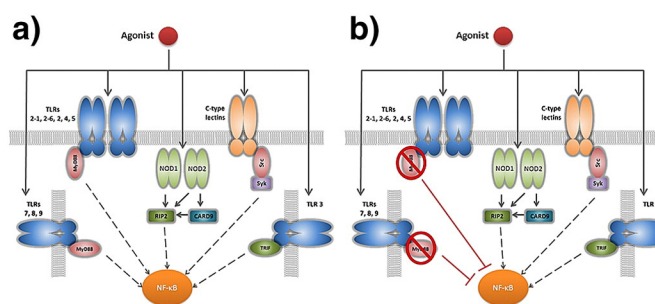 a)
Agonist
TLRs
2-1, 2-6, 2, 4, 5
C-type
lectins
MyD88
Src
Syk
NOD1
NOD2
RIP2
CARD9
TLRs
7, 8, 9
MyD88
TLR 3
TRIF
NF-κB
b)
Agonist
TLRs
2-1, 2-6, 2, 4, 5
C-type
lectins
Src
Syk
NOD1
NOD2
RIP2
CARD9
TLRs
7, 8, 9
TLR
TRIF
NF-κB